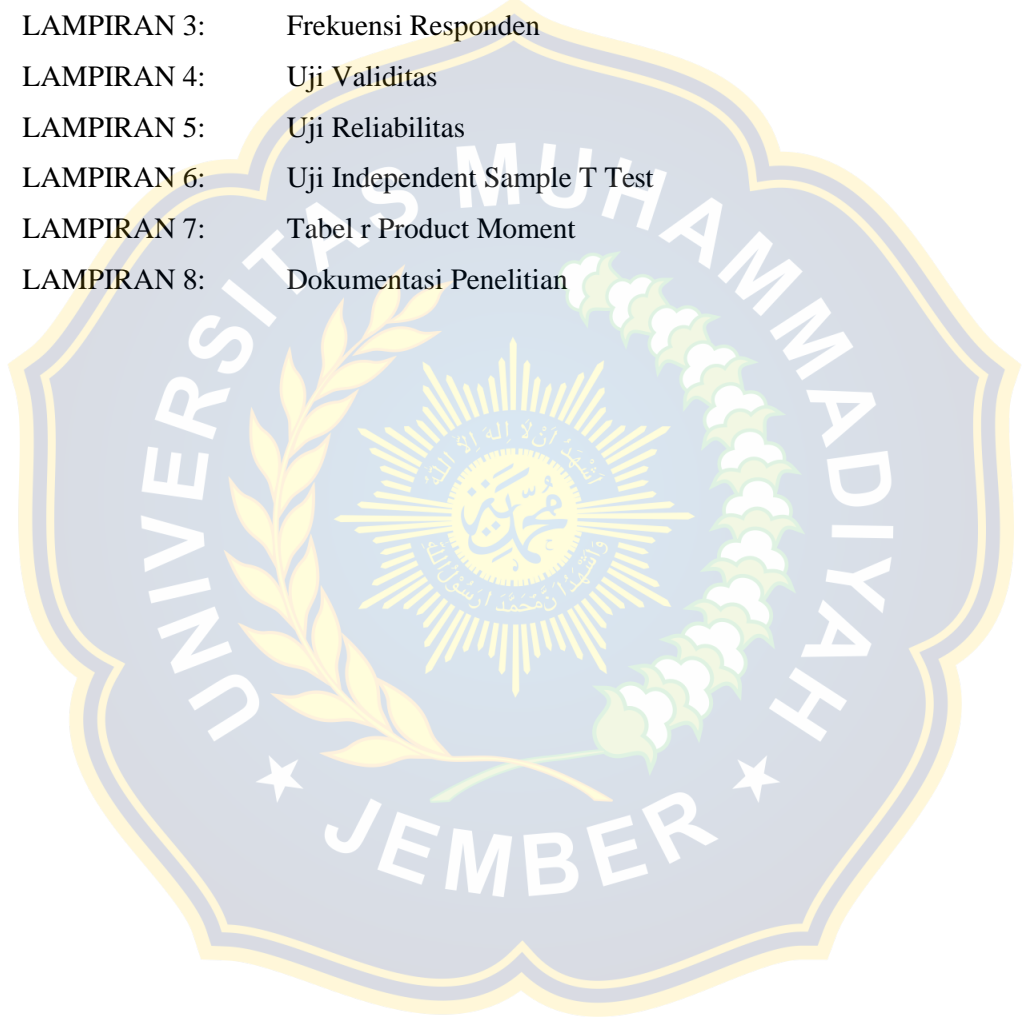 LAMPIRAN 3: Frekuensi Responden
LAMPIRAN 4: Uji Validitas
LAMPIRAN 5: Uji Reliabilitas
LAMPIRAN 6: Uji Independent Sample T Test
LAMPIRAN 7: Tabel r Product Moment
LAMPIRAN 8: Dokumentasi Penelitian
UNIVERSITAS MUHAMMADIYAH
JEMBER
محمد